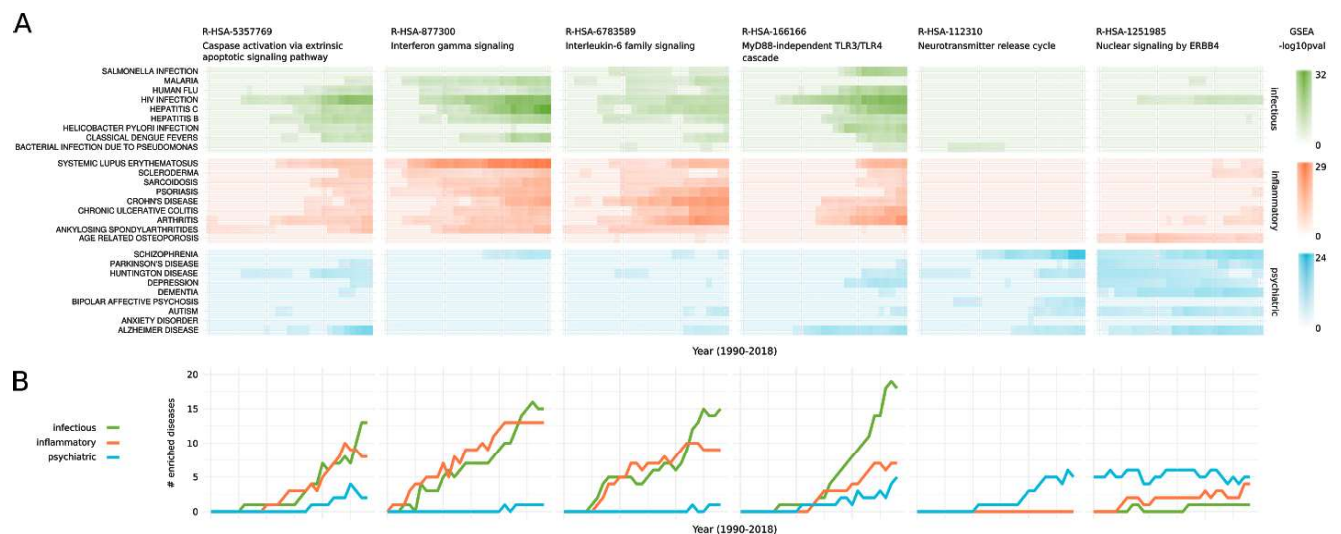 A
R-HSA-5357769
Caspase activation via extrinsic
apoptotic signaling pathway
R-HSA-877300
Interferon gamma signaling
R-HSA-6783589
Interleukin-6 family signaling
R-HSA-166166
MyD88-independent TLR3/TLR4
cascade
R-HSA-112310
Neurotransmitter release cycle
R-HSA-1251985
Nuclear signaling by ERBB4
GSEA
-log10pval
SALMONELLA INFECTION
MALARIA
HUMAN FLU
HIV INFECTION
HEPATITIS C
HEPATITIS B
HELICOBACTER PYLORI INFECTION
CLASSICAL DENGUE FEVERS
BACTERIAL INFECTION DUE TO PSEUDOMONAS
infectious
32
0
SYSTEMIC LUPUS ERYTHEMATOSUS
SCLERODERMA
SARCOIDOSIS
PSORIASIS
CROHN'S DISEASE
CHRONIC ULCERATIVE COLITIS
ARTHRITIS
ANKYLOSING SPONDYLARTHRITIDES
AGE RELATED OSTEOPOROSIS
inflammatory
29
0
SCHIZOPHRENIA
PARKINSON'S DISEASE
HUNTINGTON DISEASE
DEPRESSION
DEMENTIA
BIPOLAR AFFECTIVE PSYCHOSIS
AUTISM
ANXIETY DISORDER
ALZHEIMER DISEASE
psychiatric
24
0
Year (1990-2018)
B
infectious
inflammatory
psychiatric
# enriched diseases
20
15
10
5
0
Year (1990-2018)